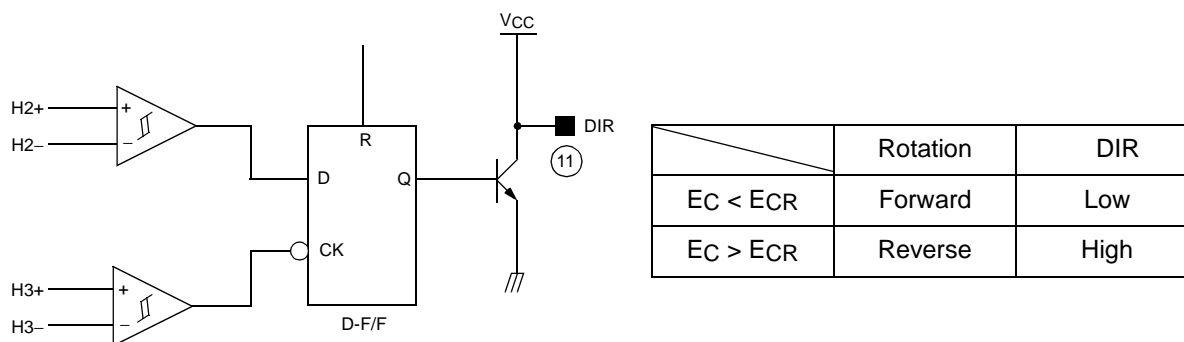 VCC
H2+
+
H2–
–
R
DIR
11
D
Q
CK
H3+
+
H3–
–
D-F/F
Rotation DIR
EC < ECR Forward Low
EC > ECR Reverse High